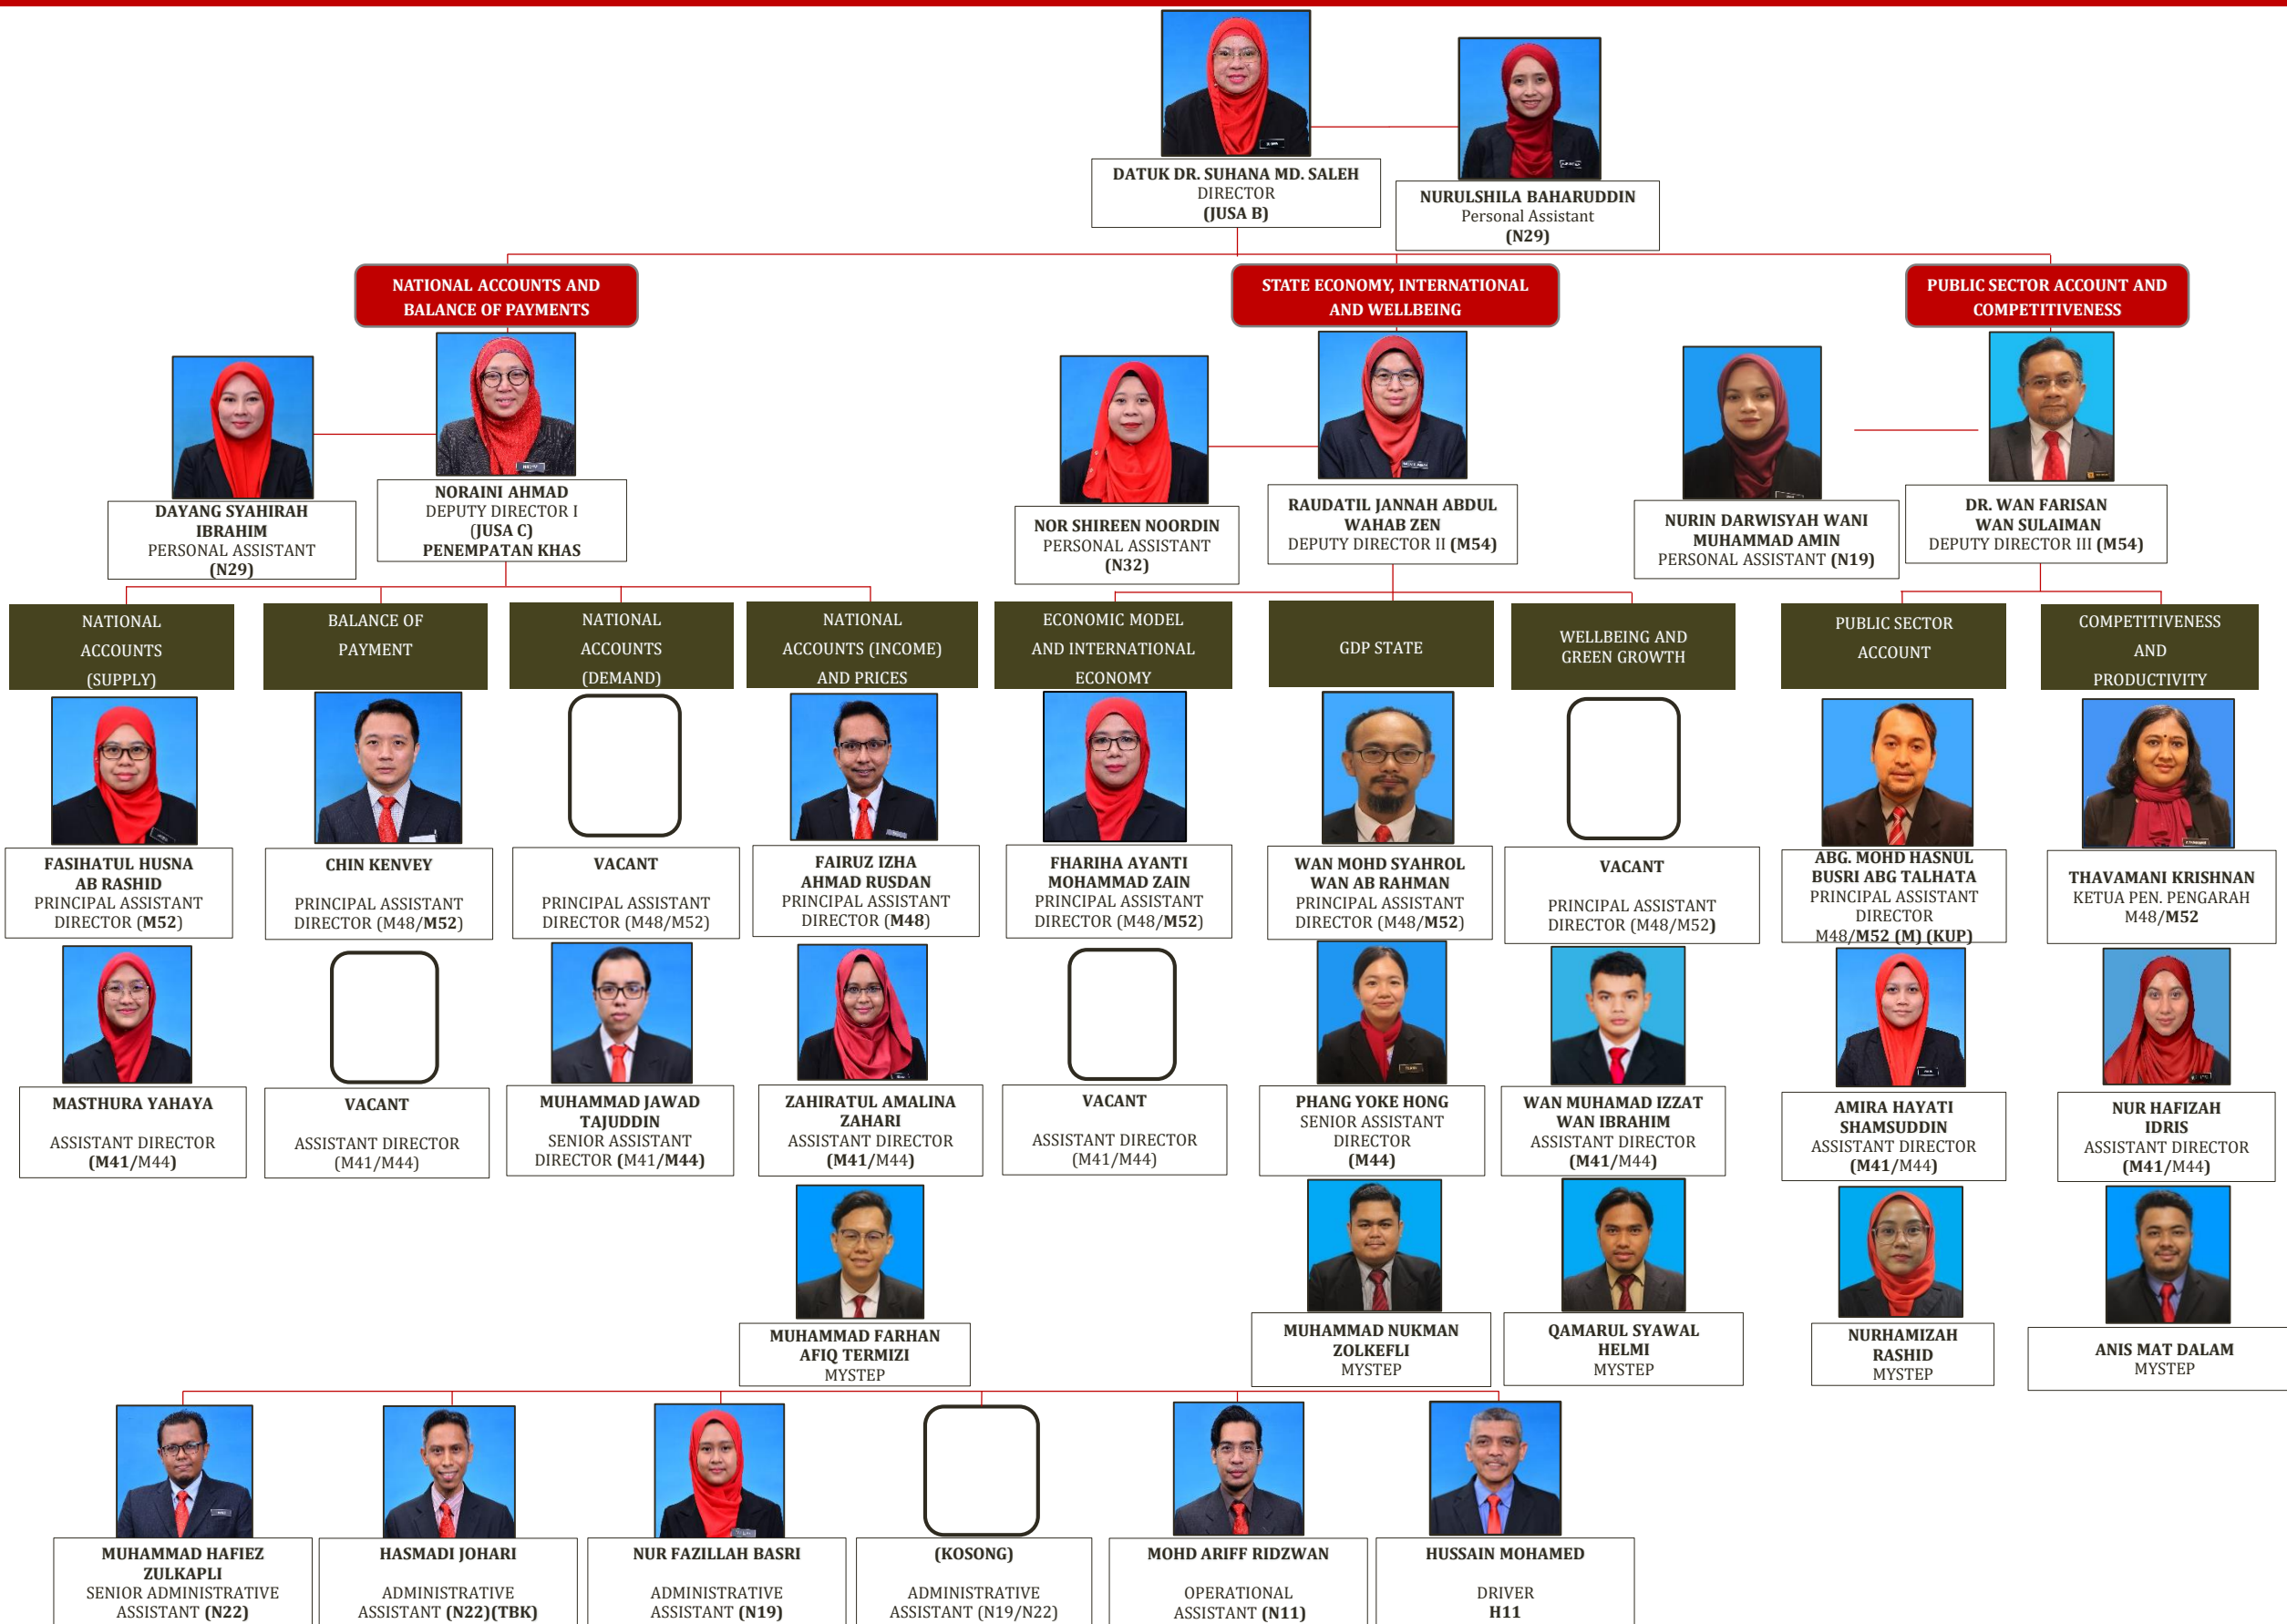 DATUK DR. SUHANA MD. SALEH
DIRECTOR
(JUSA B)
NURULSHILA BAHARUDDIN
Personal Assistant
(N29)
NATIONAL ACCOUNTS AND
BALANCE OF PAYMENTS
STATE ECONOMY, INTERNATIONAL
AND WELLBEING
PUBLIC SECTOR ACCOUNT AND
COMPETITIVENESS
DAYANG SYAHIRAH
IBRAHIM
PERSONAL ASSISTANT
(N29)
NORAINI AHMAD
DEPUTY DIRECTOR I
(JUSA C)
PENEMPATAN KHAS
NOR SHIREEN NOORDIN
PERSONAL ASSISTANT
(N32)
RAUDATIL JANNAH ABDUL
WAHAB ZEN
DEPUTY DIRECTOR II (M54)
NURIN DARWISYAH WANI
MUHAMMAD AMIN
PERSONAL ASSISTANT (N19)
DR. WAN FARISAN
WAN SULAIMAN
DEPUTY DIRECTOR III (M54)
NATIONAL
ACCOUNTS
(SUPPLY)
BALANCE OF
PAYMENT
NATIONAL
ACCOUNTS
(DEMAND)
NATIONAL
ACCOUNTS (INCOME)
AND PRICES
ECONOMIC MODEL
AND INTERNATIONAL
ECONOMY
GDP STATE
WELLBEING AND
GREEN GROWTH
PUBLIC SECTOR
ACCOUNT
COMPETITIVENESS
AND
PRODUCTIVITY
FASIHATUL HUSNA
AB RASHID
PRINCIPAL ASSISTANT
DIRECTOR (M52)
CHIN KENVEY
PRINCIPAL ASSISTANT
DIRECTOR (M48/M52)
VACANT
PRINCIPAL ASSISTANT
DIRECTOR (M48/M52)
FAIRUZ IZHA
AHMAD RUSDAN
PRINCIPAL ASSISTANT
DIRECTOR (M48)
FHARIHA AYANTI
MOHAMMAD ZAIN
PRINCIPAL ASSISTANT
DIRECTOR (M48/M52)
WAN MOHD SYAHROL
WAN AB RAHMAN
PRINCIPAL ASSISTANT
DIRECTOR (M48/M52)
VACANT
PRINCIPAL ASSISTANT
DIRECTOR (M48/M52)
ABG. MOHD HASNUL
BUSRI ABG TALHATA
PRINCIPAL ASSISTANT
DIRECTOR
M48/M52 (M) (KUP)
THAVAMANI KRISHNAN
KETUA PEN. PENGARAH
M48/M52
MASTHURA YAHAYA
ASSISTANT DIRECTOR
(M41/M44)
VACANT
ASSISTANT DIRECTOR
(M41/M44)
MUHAMMAD JAWAD
TAJUDDIN
SENIOR ASSISTANT
DIRECTOR (M41/M44)
ZAHIRATUL AMALINA
ZAHARI
ASSISTANT DIRECTOR
(M41/M44)
VACANT
ASSISTANT DIRECTOR
(M41/M44)
PHANG YOKE HONG
SENIOR ASSISTANT
DIRECTOR
(M44)
WAN MUHAMAD IZZAT
WAN IBRAHIM
ASSISTANT DIRECTOR
(M41/M44)
AMIRA HAYATI
SHAMSUDDIN
ASSISTANT DIRECTOR
(M41/M44)
NUR HAFIZAH
IDRIS
ASSISTANT DIRECTOR
(M41/M44)
MUHAMMAD FARHAN
AFIQ TERMIZI
MYSTEP
MUHAMMAD NUKMAN
ZOLKEFLI
MYSTEP
QAMARUL SYAWAL
HELMI
MYSTEP
NURHAMIZAH
RASHID
MYSTEP
ANIS MAT DALAM
MYSTEP
MUHAMMAD HAFIEZ
ZULKAPLI
SENIOR ADMINISTRATIVE
ASSISTANT (N22)
HASMADI JOHARI
ADMINISTRATIVE
ASSISTANT (N22)(TBK)
NUR FAZILLAH BASRI
ADMINISTRATIVE
ASSISTANT (N19)
(KOSONG)
ADMINISTRATIVE
ASSISTANT (N19/N22)
MOHD ARIFF RIDZWAN
OPERATIONAL
ASSISTANT (N11)
HUSSAIN MOHAMED
DRIVER
H11